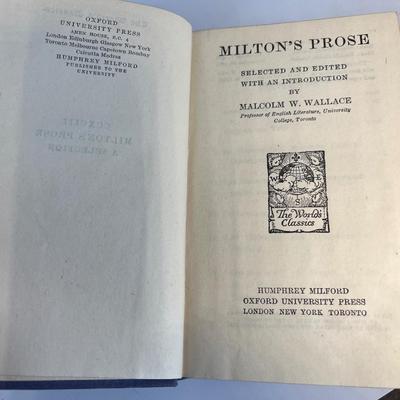 OXFORD
UNIVERSITY PRESS
AMEN HOUSE, E.C. 4
London Edinburgh Glasgow New York
Toronto Melbourne Capetown Bombay
Calcutta Madras
HUMPHREY MILFORD
PUBLISHER TO THE
UNIVERSITY
MILTON'S PROSE
SELECTED AND EDITED
WITH AN INTRODUCTION
BY
MALCOLM W. WALLACE
Professor of English Literature, University
College, Toronto
W E
S
The World's
Classics
HUMPHREY MILFORD
OXFORD UNIVERSITY PRESS
LONDON NEW YORK TORONTO